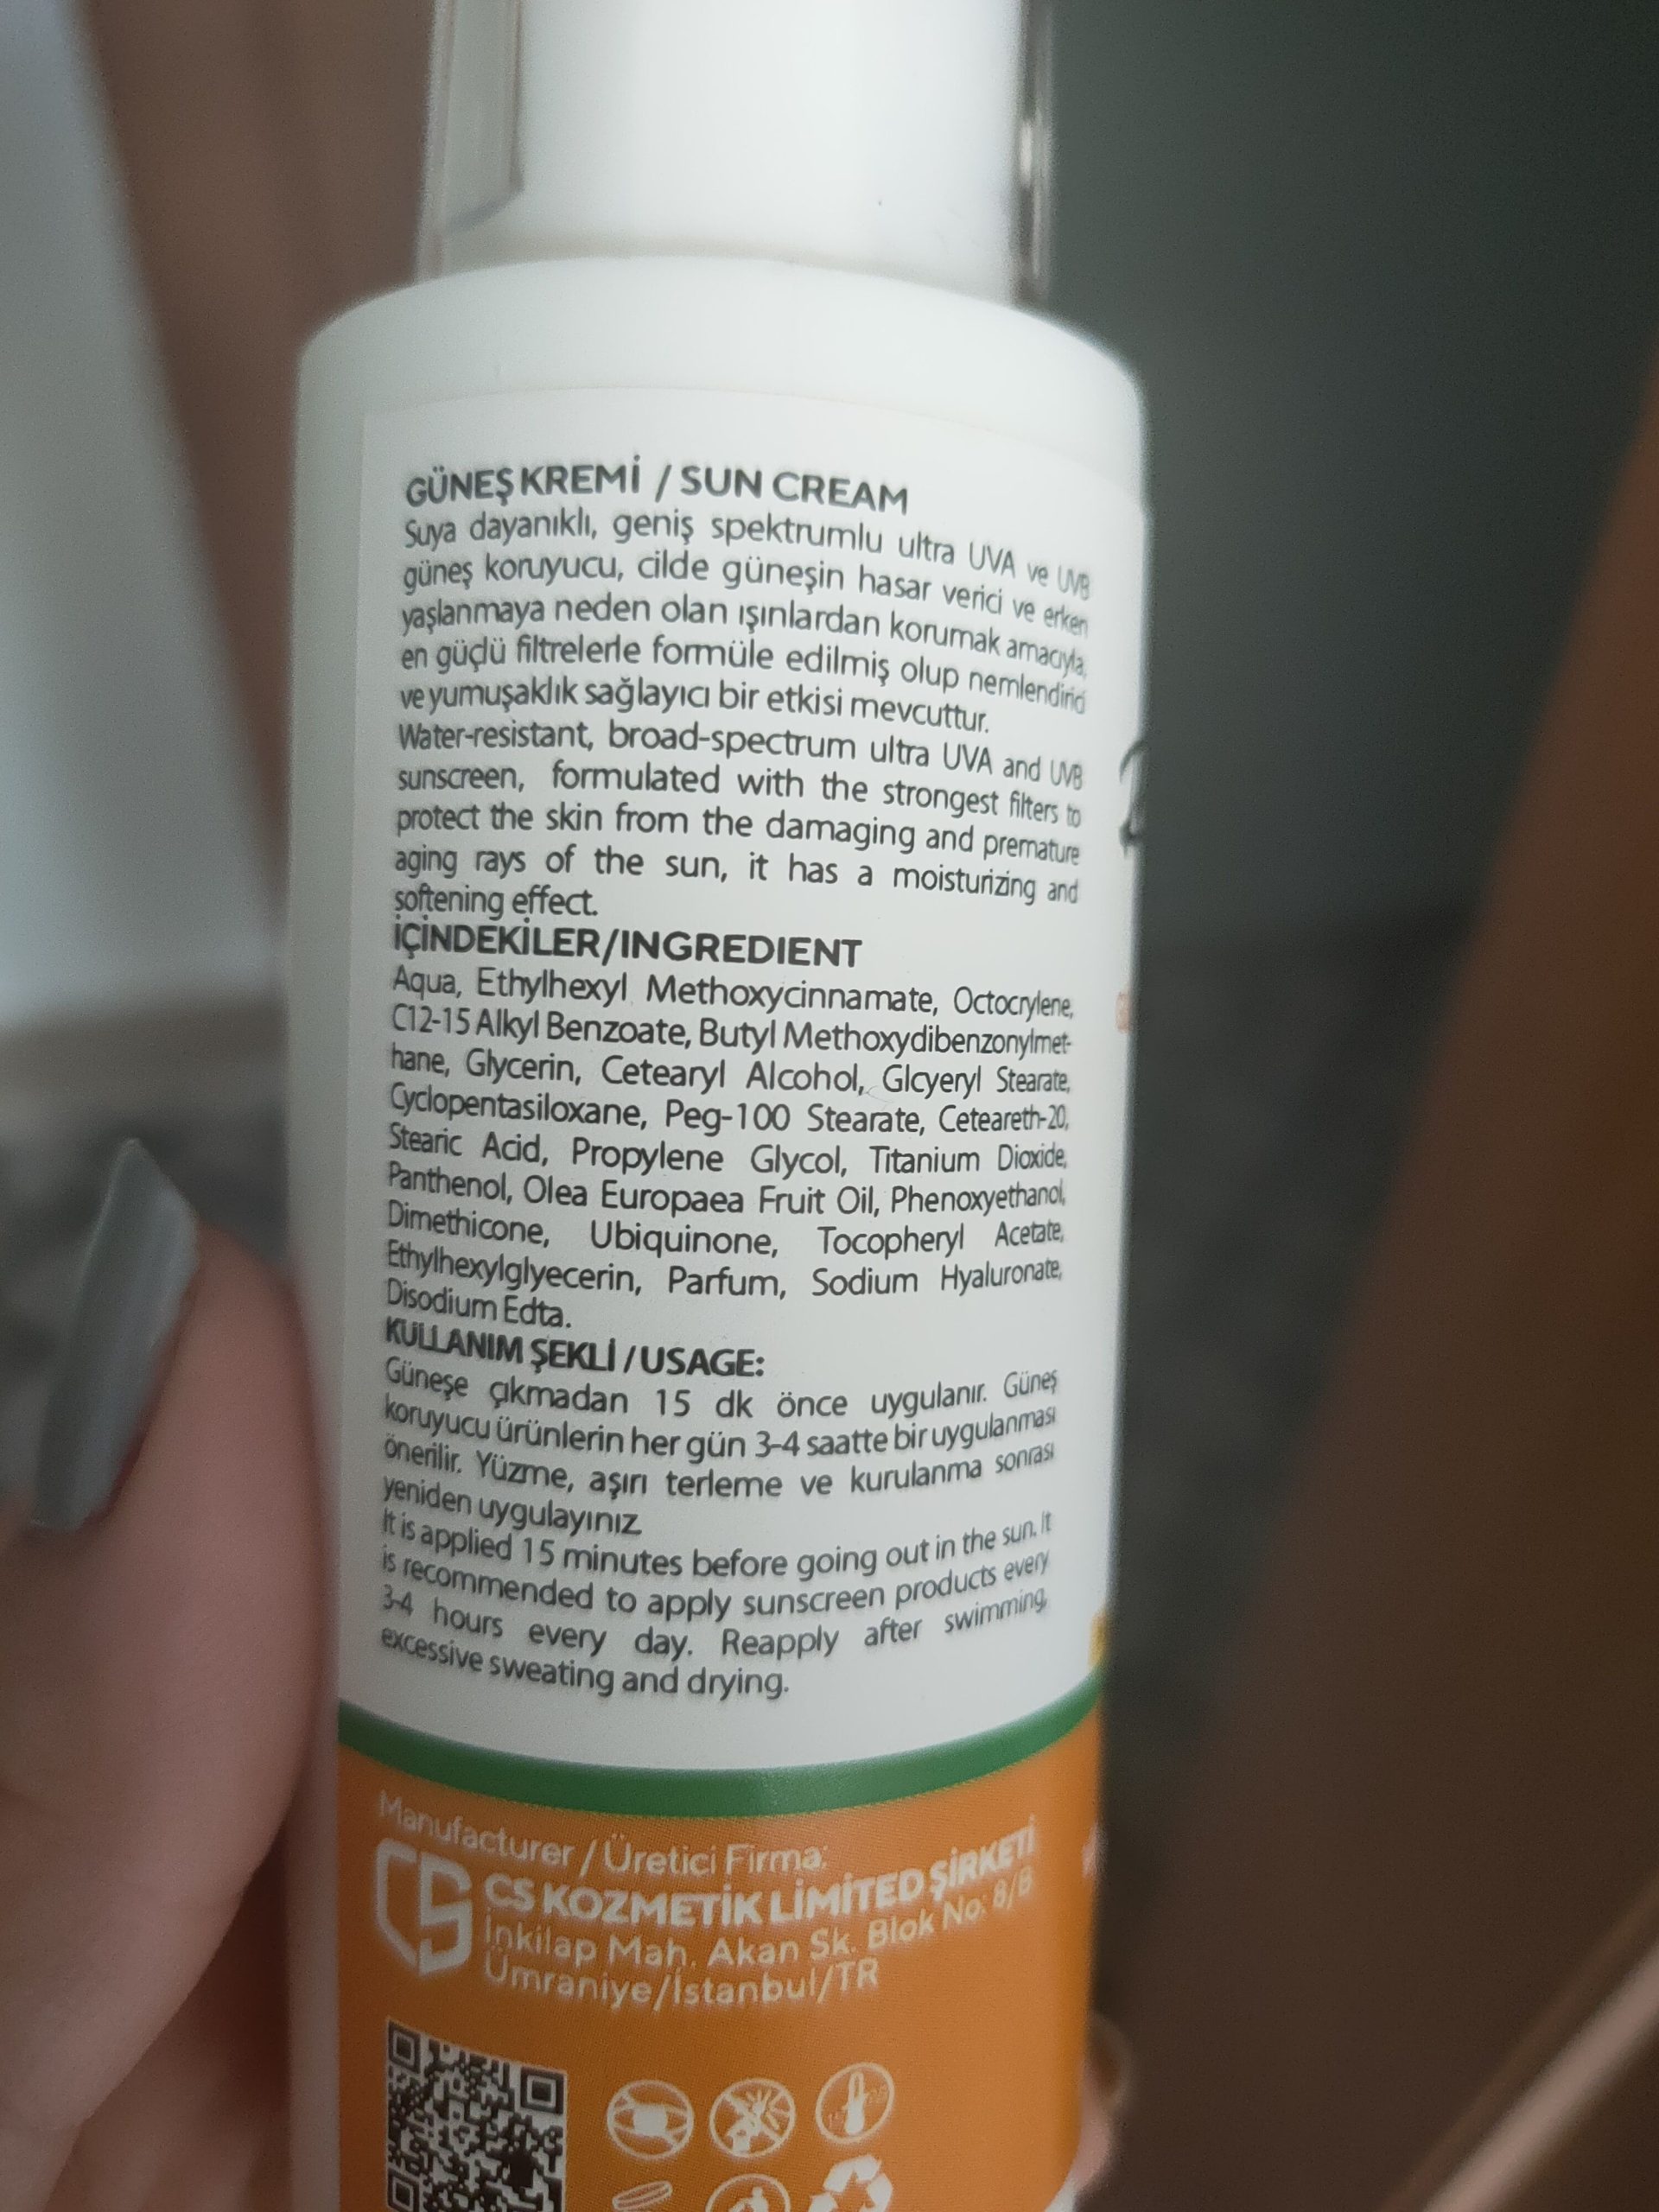 GÜNEŞ KREMİ / SUN CREAM
Suya dayanıklı, geniş spektrumlu ultra UVA ve UVB
güneş koruyucu, cilde güneşin hasar verici ve erken
yaşlanmaya neden olan ışınlardan korumak amacıyla,
en güçlü filtrelerle formüle edilmiş olup nemlendirici
ve yumuşaklık sağlayıcı bir etkisi mevcuttur.
Water-resistant, broad-spectrum ultra UVA and UVB
sunscreen, formulated with the strongest filters to
protect the skin from the damaging and premature
aging rays of the sun, it has a moisturizing and
softening effect.
İÇİNDEKİLER/INGREDIENT
Aqua, Ethylhexyl Methoxycinnamate, Octocrylene,
C12-15 Alkyl Benzoate, Butyl Methoxydibenzonylmet-
hane, Glycerin, Cetearyl Alcohol, Glcyeryl Stearate,
Cyclopentasiloxane, Peg-100 Stearate, Ceteareth-20,
Stearic Acid, Propylene Glycol, Titanium Dioxide,
Panthenol, Olea Europaea Fruit Oil, Phenoxyethanol,
Dimethicone, Ubiquinone, Tocopheryl Acetate,
Ethylhexylglyecerin, Parfum, Sodium Hyaluronate,
Disodium Edta.
KULLANIM ŞEKLİ / USAGE:
Güneşe çıkmadan 15 dk önce uygulanır. Güneş
koruyucu ürünlerin her gün 3-4 saatte bir uygulanması
önerilir. Yüzme, aşırı terleme ve kurulanma sonrası
yeniden uygulayınız.
It is applied 15 minutes before going out in the sun. It
is recommended to apply sunscreen products every
3-4 hours every day. Reapply after swimming,
excessive sweating and drying.
Manufacturer / Üretici Firma:
CS KOZMETİK LİMİTED ŞİRKETİ
İnkilap Mah. Akan Sk. Blok No: 8/B
Ümraniye/İstanbul/TR